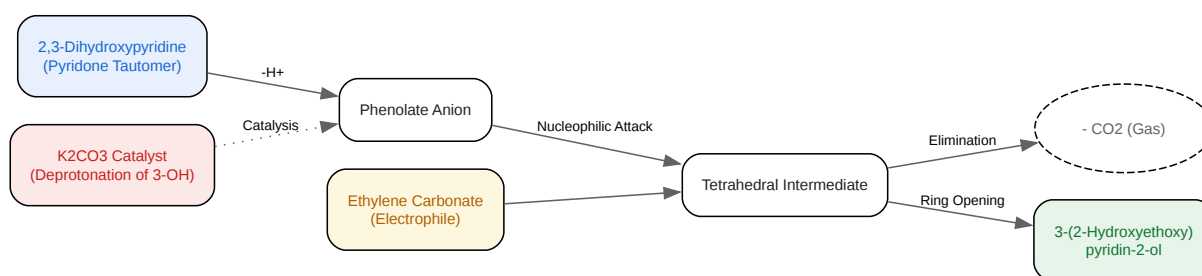 2,3-Dihydroxypyridine
(Pyridone Tautomer)
-H+
K2CO3 Catalyst
(Deprotonation of 3-OH)
Catalysis
Phenolate Anion
Nucleophilic Attack
Ethylene Carbonate
(Electrophile)
Tetrahedral Intermediate
Elimination
- CO2 (Gas)
Ring Opening
3-(2-Hydroxyethoxy)
pyridin-2-ol